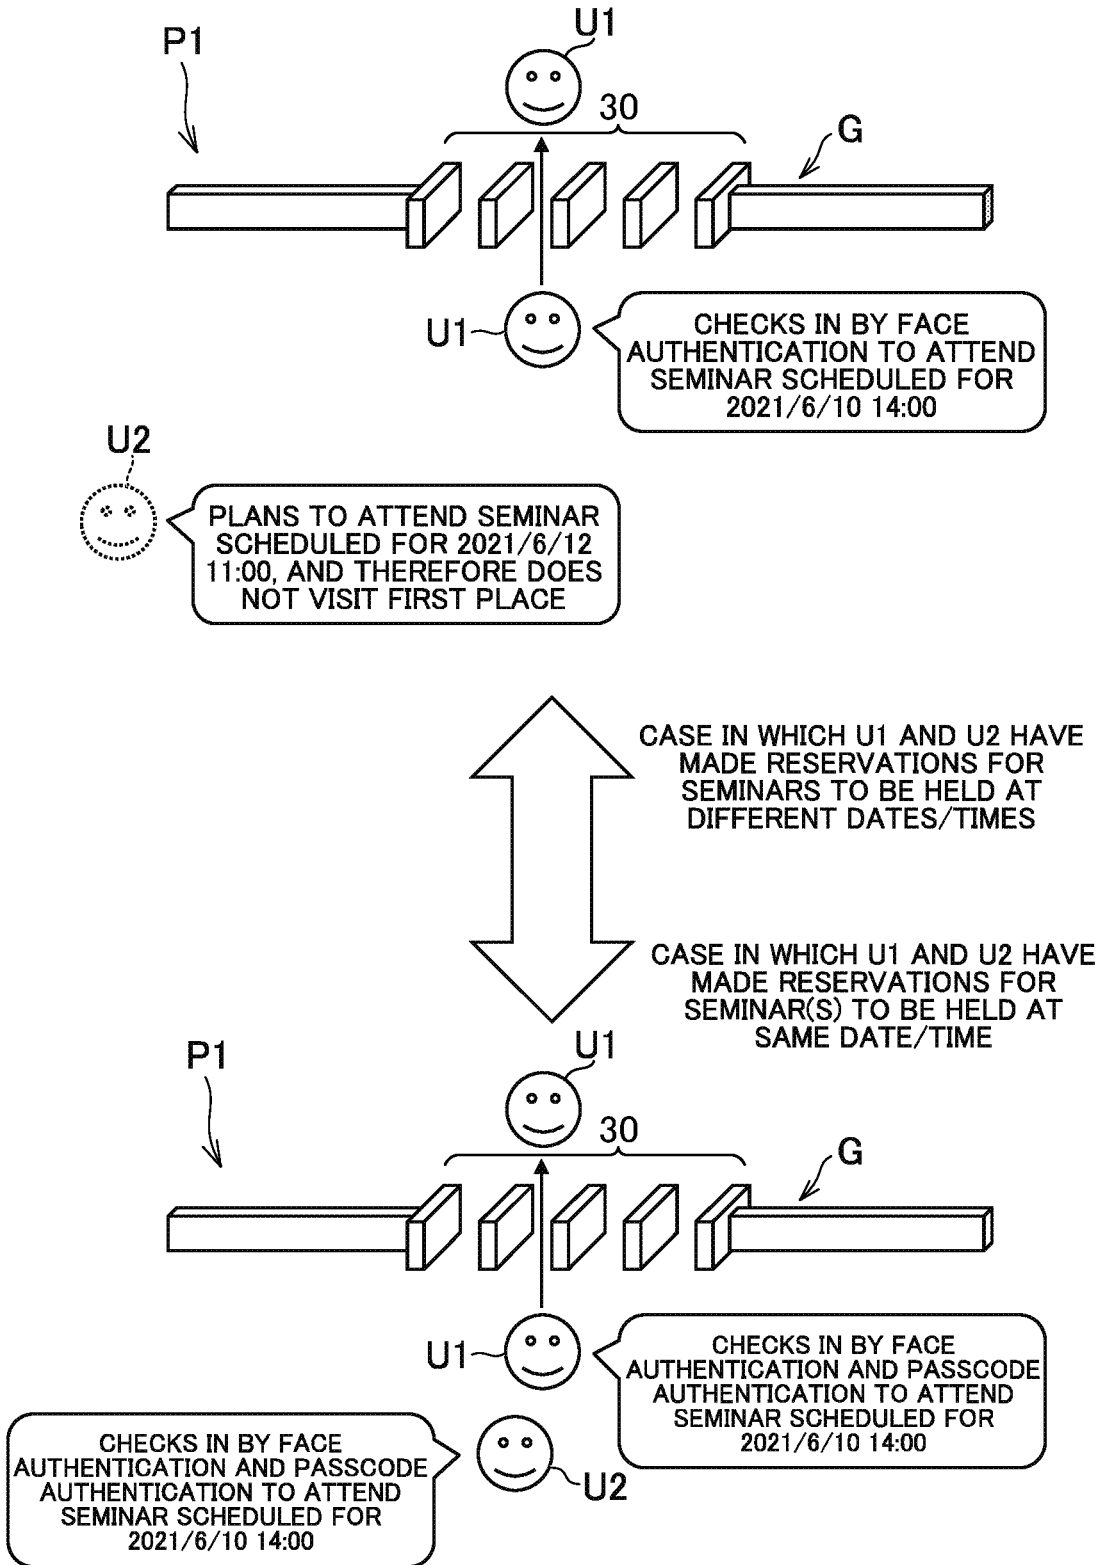 U1
P1
30
G
U1
CHECKS IN BY FACE
AUTHENTICATION TO ATTEND
SEMINAR SCHEDULED FOR
2021/6/10 14:00
U2
PLANS TO ATTEND SEMINAR
SCHEDULED FOR 2021/6/12
11:00, AND THEREFORE DOES
NOT VISIT FIRST PLACE
CASE IN WHICH U1 AND U2 HAVE
MADE RESERVATIONS FOR
SEMINARS TO BE HELD AT
DIFFERENT DATES/TIMES
CASE IN WHICH U1 AND U2 HAVE
MADE RESERVATIONS FOR
SEMINAR(S) TO BE HELD AT
SAME DATE/TIME
U1
P1
30
G
U1
CHECKS IN BY FACE
AUTHENTICATION AND PASSCODE
AUTHENTICATION TO ATTEND
SEMINAR SCHEDULED FOR
2021/6/10 14:00
CHECKS IN BY FACE
AUTHENTICATION AND PASSCODE
AUTHENTICATION TO ATTEND
SEMINAR SCHEDULED FOR
2021/6/10 14:00
U2